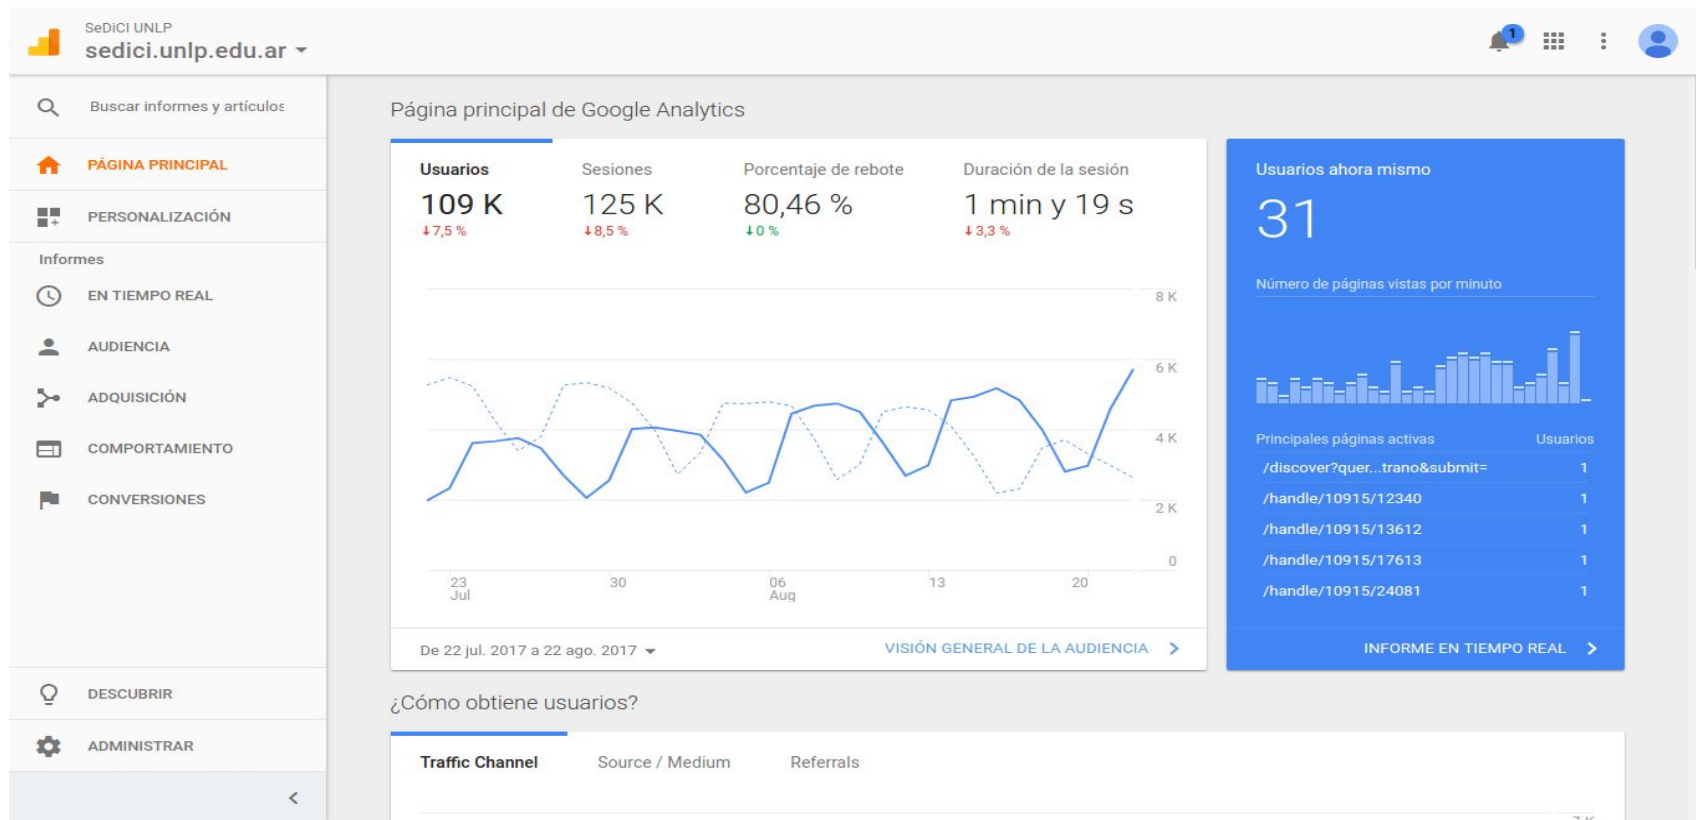 SeDiCI UNLP
sedici.unlp.edu.ar
1
Buscar informes y artículos
PÁGINA PRINCIPAL
PERSONALIZACIÓN
Informes
EN TIEMPO REAL
AUDIENCIA
ADQUISICIÓN
COMPORTAMIENTO
CONVERSIONES
DESCUBRIR
ADMINISTRAR
Página principal de Google Analytics
Usuarios
109 K
7,5 %
Sesiones
125 K
8,5 %
Porcentaje de rebote
80,46 %
0 %
Duración de la sesión
1 min y 19 s
3,3 %
8 K
6 K
4 K
2 K
0
23 30 06 13 20
Jul Aug
De 22 jul. 2017 a 22 ago. 2017
VISIÓN GENERAL DE LA AUDIENCIA
Usuarios ahora mismo
31
Número de páginas vistas por minuto
Principales páginas activas Usuarios
/discover?quer...trano&submit= 1
/handle/10915/12340 1
/handle/10915/13612 1
/handle/10915/17613 1
/handle/10915/24081 1
INFORME EN TIEMPO REAL
¿Cómo obtiene usuarios?
Traffic Channel Source / Medium Referrals